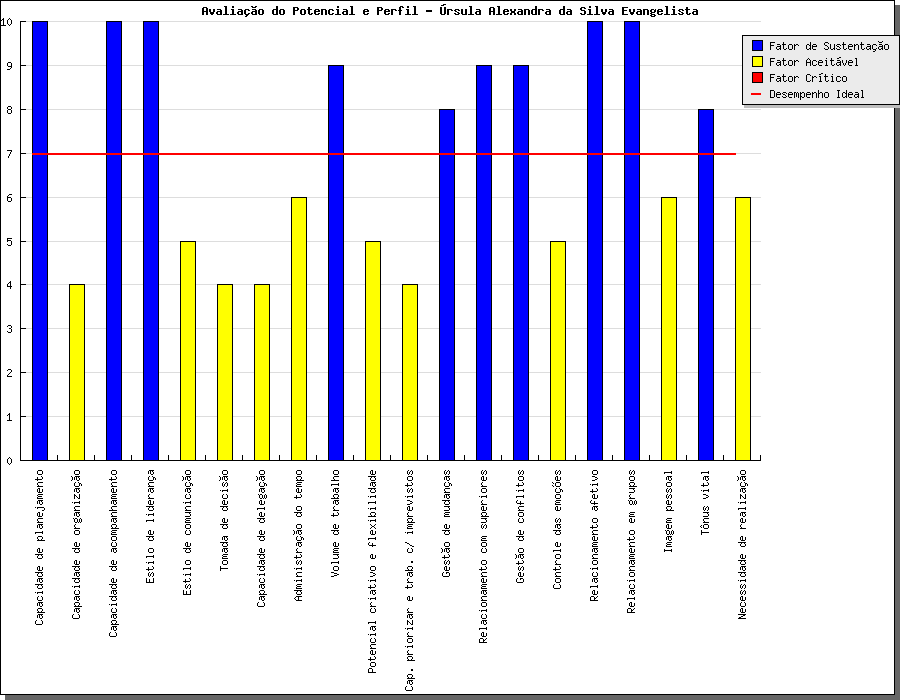 Avaliação do Potencial e Perfil - Úrsula Alexandra da Silva Evangelista
10
9
8
7
6
5
4
3
2
1
0
Fator de Sustentação
Fator Aceitável
Fator Crítico
Desempenho Ideal
Capacidade de planejamento
Capacidade de organização
Capacidade de acompanhamento
Estilo de liderança
Estilo de comunicação
Tomada de decisão
Capacidade de delegação
Administração do tempo
Volume de trabalho
Potencial criativo e flexibilidade
Cap. priorizar e trab. c/ imprevistos
Gestão de mudanças
Relacionamento com superiores
Gestão de conflitos
Controle das emoções
Relacionamento afetivo
Relacionamento em grupos
Imagem pessoal
Tônus vital
Necessidade de realização